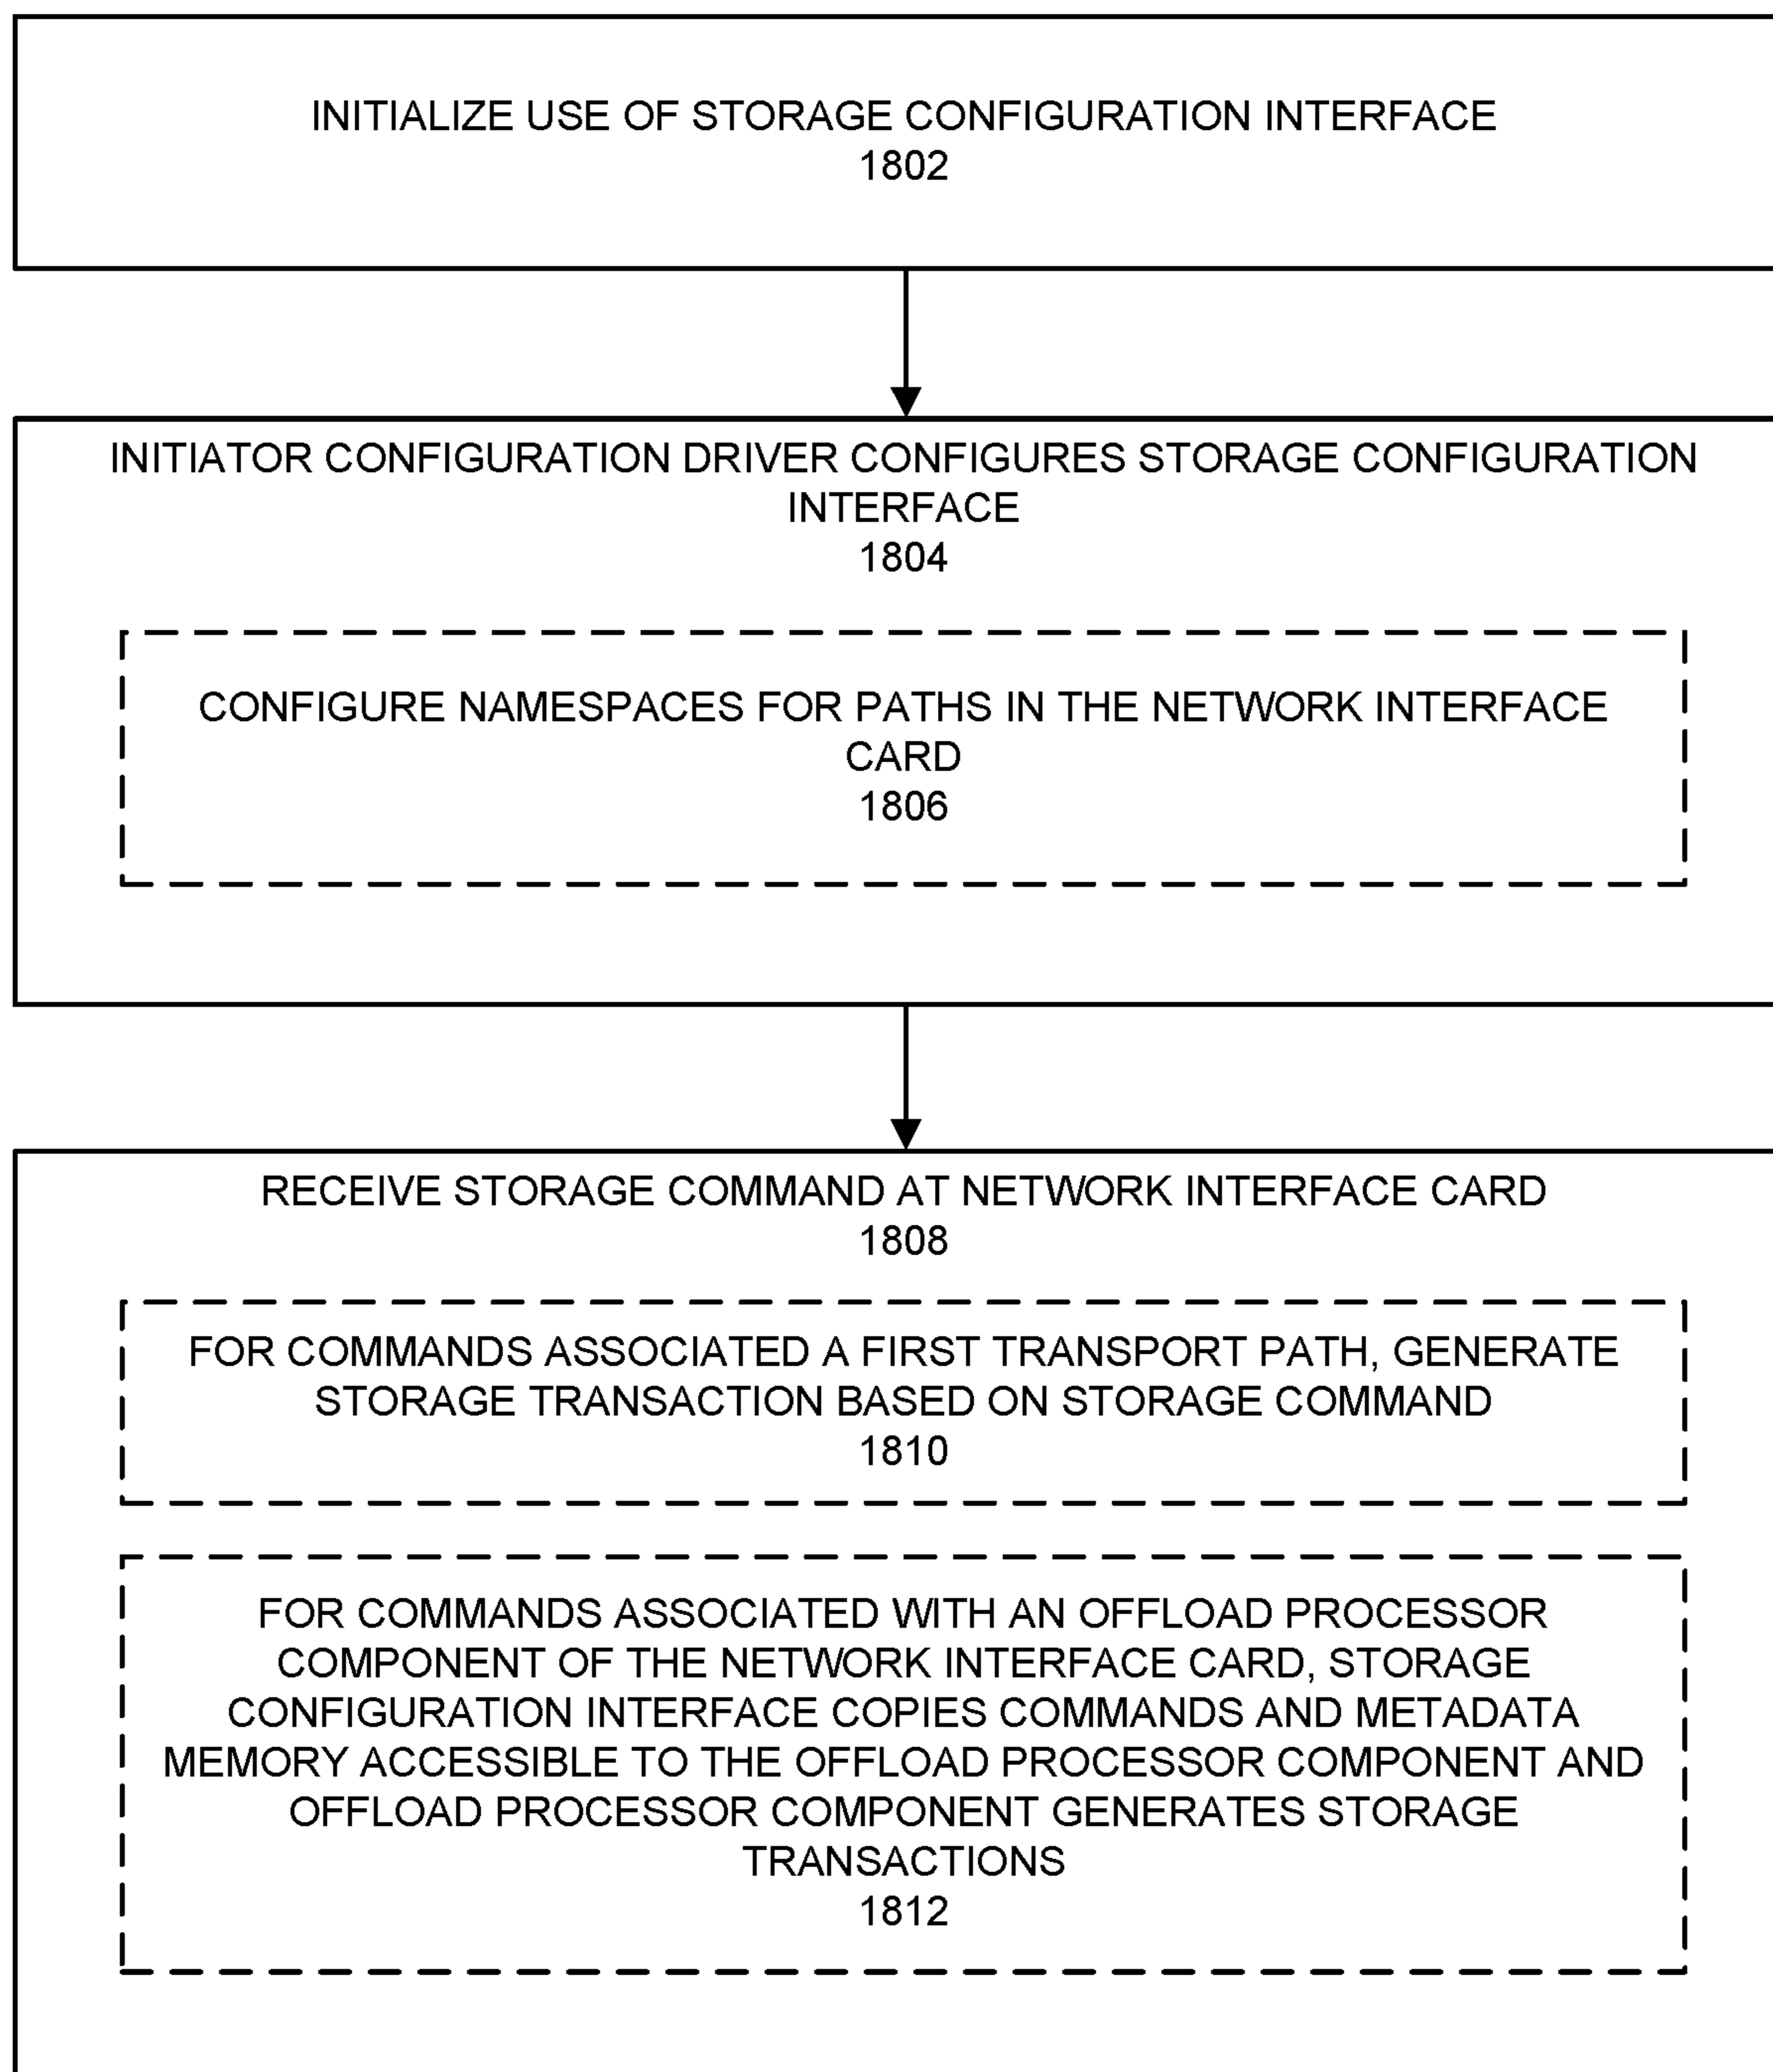 INITIALIZE USE OF STORAGE CONFIGURATION INTERFACE
1802
INITIATOR CONFIGURATION DRIVER CONFIGURES STORAGE CONFIGURATION
INTERFACE
1804
CONFIGURE NAMESPACES FOR PATHS IN THE NETWORK INTERFACE
CARD
1806
RECEIVE STORAGE COMMAND AT NETWORK INTERFACE CARD
1808
FOR COMMANDS ASSOCIATED A FIRST TRANSPORT PATH, GENERATE
STORAGE TRANSACTION BASED ON STORAGE COMMAND
1810
FOR COMMANDS ASSOCIATED WITH AN OFFLOAD PROCESSOR
COMPONENT OF THE NETWORK INTERFACE CARD, STORAGE
CONFIGURATION INTERFACE COPIES COMMANDS AND METADATA
MEMORY ACCESSIBLE TO THE OFFLOAD PROCESSOR COMPONENT AND
OFFLOAD PROCESSOR COMPONENT GENERATES STORAGE
TRANSACTIONS
1812